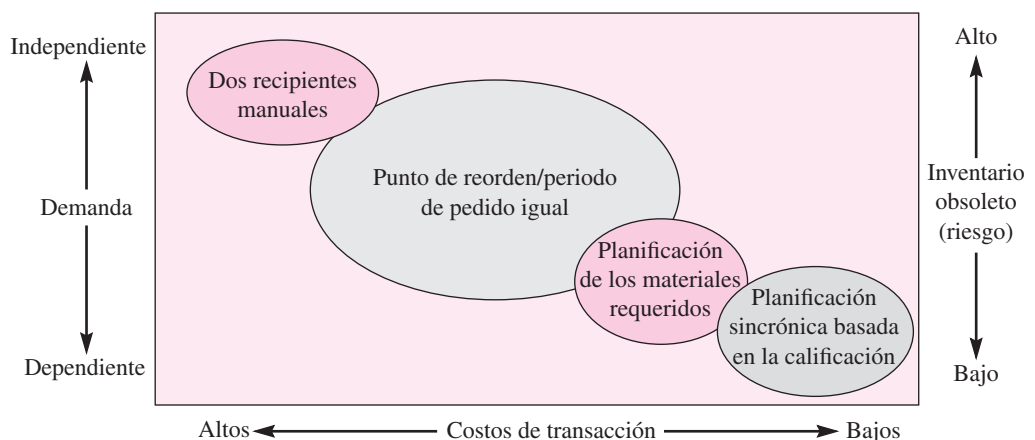 Independiente
Demanda
Dependiente
Dos recipientes
manuales
Punto de reorden/periodo
de pedido igual
Planificación
de los materiales
requeridos
Planificación
sincrónica basada
en la calificación
Alto
Inventario
obsoleto
(riesgo)
Bajo
Altos
Costos de transacción
Bajos